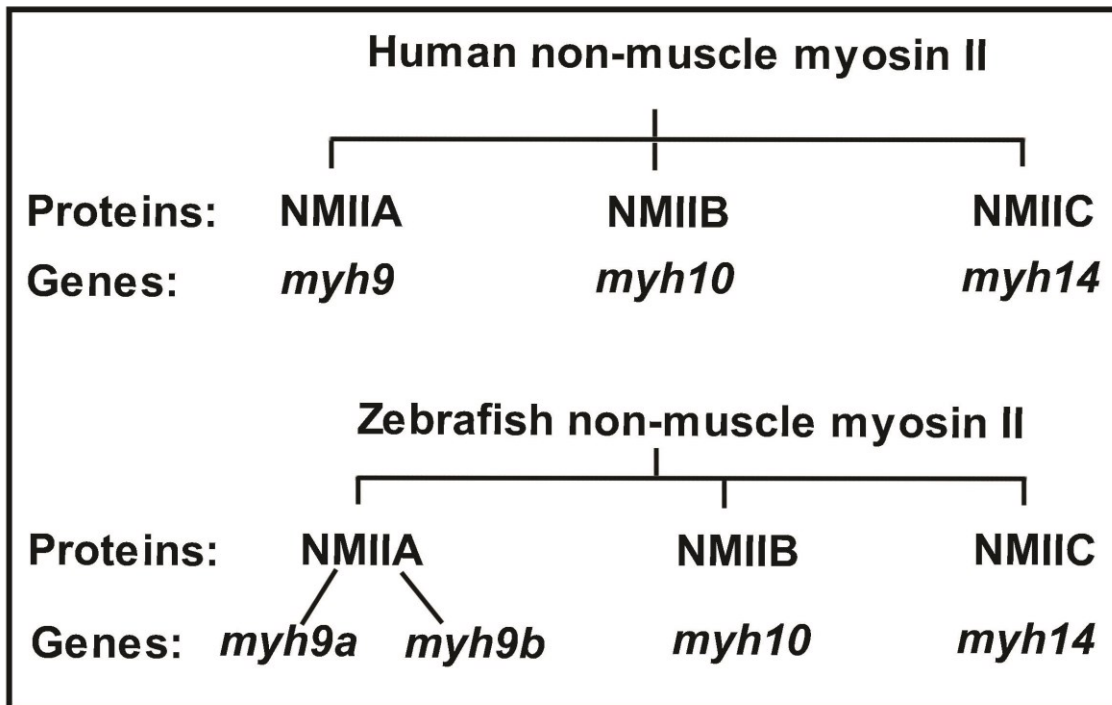 Human non-muscle myosin II
Proteins: NMIIA NMIIB NMIIC
Genes: myh9 myh10 myh14
Zebrafish non-muscle myosin II
Proteins: NMIIA NMIIB NMIIC
Genes: myh9a myh9b myh10 myh14